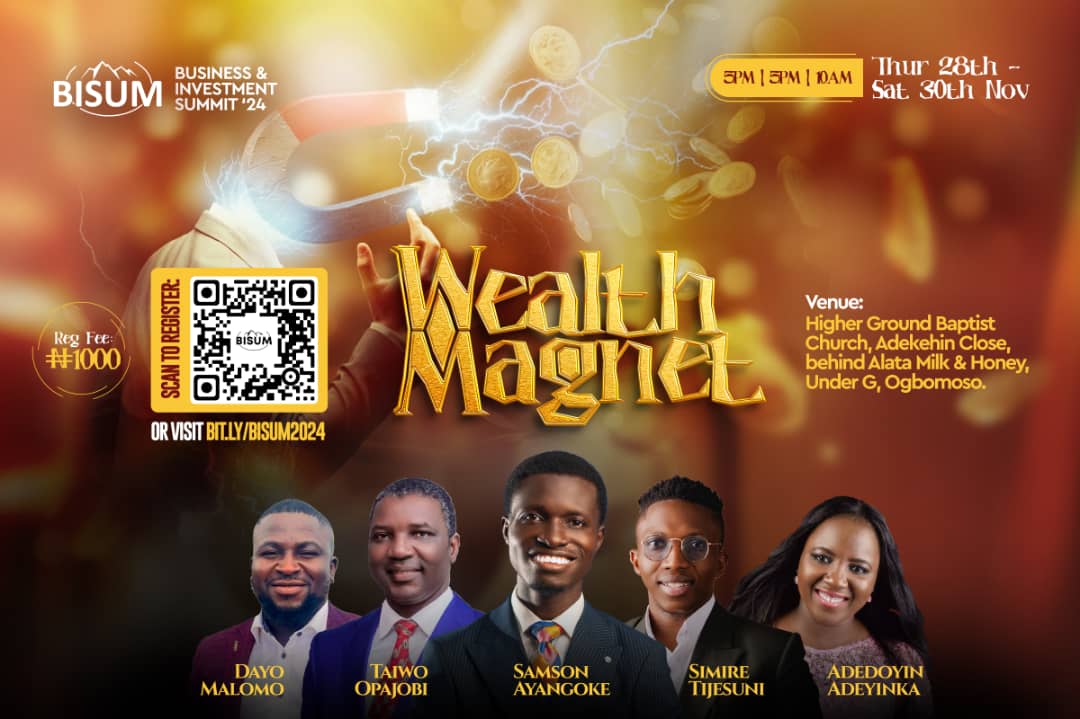 BISUM
BUSINESS &
INVESTMENT
SUMMIT '24
5PM | 5PM | 10AM
Thur 28th -
Sat 30th Nov
Wealth
Magnet
SCAN TO REGISTER:
BISUM
OR VISIT BIT.LY/BISUM2024
Reg Fee:
₦1000
Venue:
Higher Ground Baptist
Church, Adekehin Close,
behind Alata Milk & Honey,
Under G, Ogbomoso.
DAYO
MALOMO
TAIWO
OPAJOBI
SAMSON
AYANGOKE
SIMIRE
TIJESUNI
ADEDOYIN
ADEYINKA